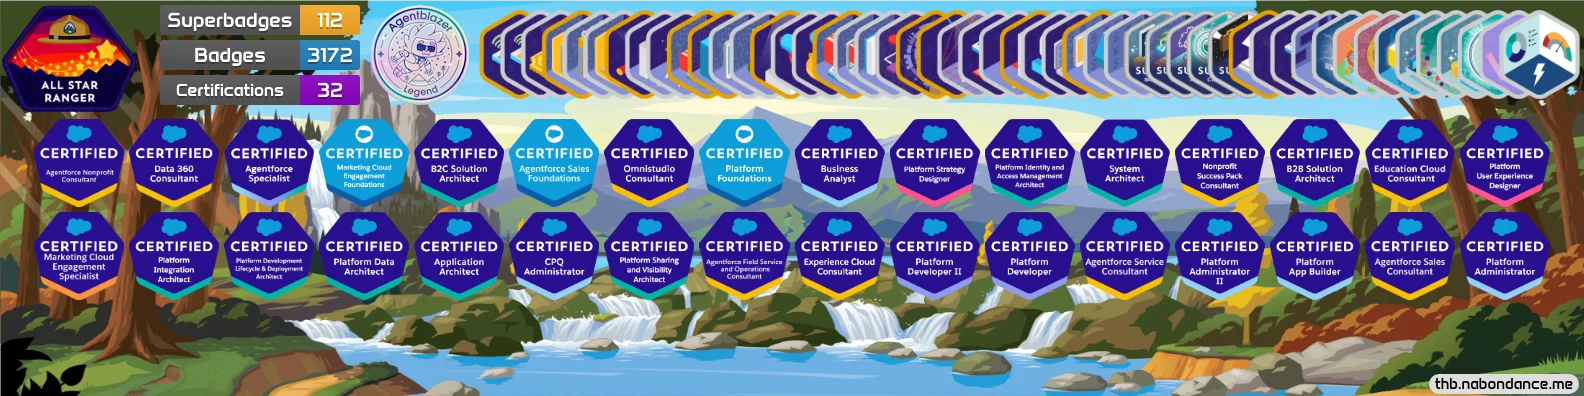 ALL STAR
RANGER
Superbadges 112
Badges 3172
Certifications 32
Agentblazer
Legend
CERTIFIED
Agentforce Nonprofit
Consultant
CERTIFIED
Data 360
Consultant
CERTIFIED
Agentforce
Specialist
CERTIFIED
Marketing Cloud
Engagement
Foundations
CERTIFIED
B2C Solution
Architect
CERTIFIED
Agentforce Sales
Foundations
CERTIFIED
Omnistudio
Consultant
CERTIFIED
Platform
Foundations
CERTIFIED
Business
Analyst
CERTIFIED
Platform Strategy
Designer
CERTIFIED
Platform Identity and
Access Management
Architect
CERTIFIED
System
Architect
CERTIFIED
Nonprofit
Success Pack
Consultant
CERTIFIED
B2B Solution
Architect
CERTIFIED
Education Cloud
Consultant
CERTIFIED
Platform
User Experience
Designer
CERTIFIED
Marketing Cloud
Engagement
Specialist
CERTIFIED
Platform
Integration
Architect
CERTIFIED
Platform Development
Lifecycle & Deployment
Architect
CERTIFIED
Platform Data
Architect
CERTIFIED
Application
Architect
CERTIFIED
CPQ
Administrator
CERTIFIED
Platform Sharing
and Visibility
Architect
CERTIFIED
Agentforce Field Service
and Operations
Consultant
CERTIFIED
Experience Cloud
Consultant
CERTIFIED
Platform
Developer II
CERTIFIED
Platform
Developer
CERTIFIED
Agentforce Service
Consultant
CERTIFIED
Platform
Administrator
II
CERTIFIED
Platform
App Builder
CERTIFIED
Agentforce Sales
Consultant
CERTIFIED
Platform
Administrator
thb.nabondance.me